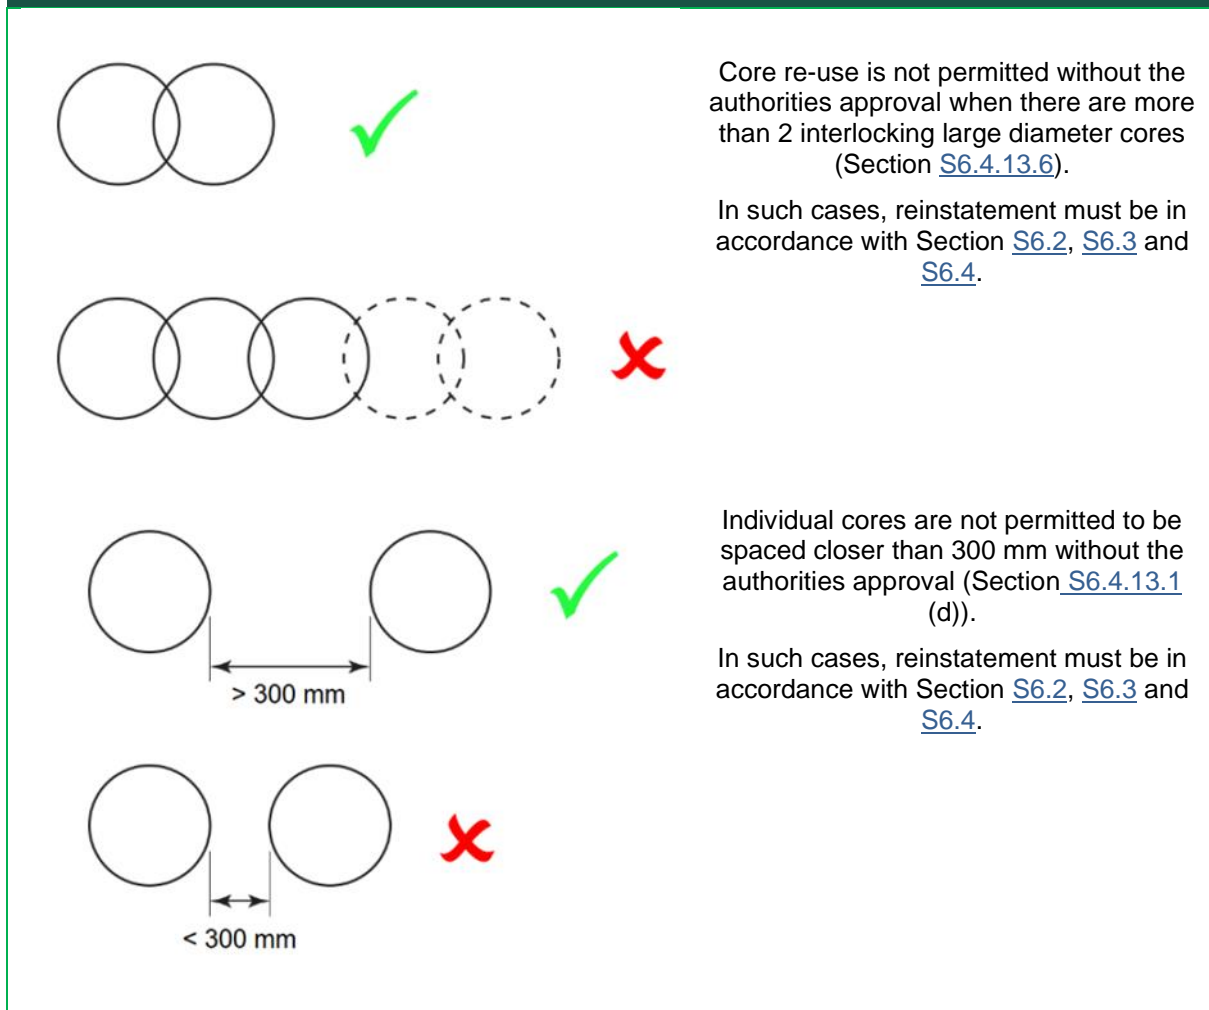 Core re-use is not permitted without the
authorities approval when there are more
than 2 interlocking large diameter cores
(Section S6.4.13.6).
In such cases, reinstatement must be in
accordance with Section S6.2, S6.3 and
S6.4.
Individual cores are not permitted to be
spaced closer than 300 mm without the
authorities approval (Section S6.4.13.1
(d)).
In such cases, reinstatement must be in
accordance with Section S6.2, S6.3 and
S6.4.
> 300 mm
< 300 mm